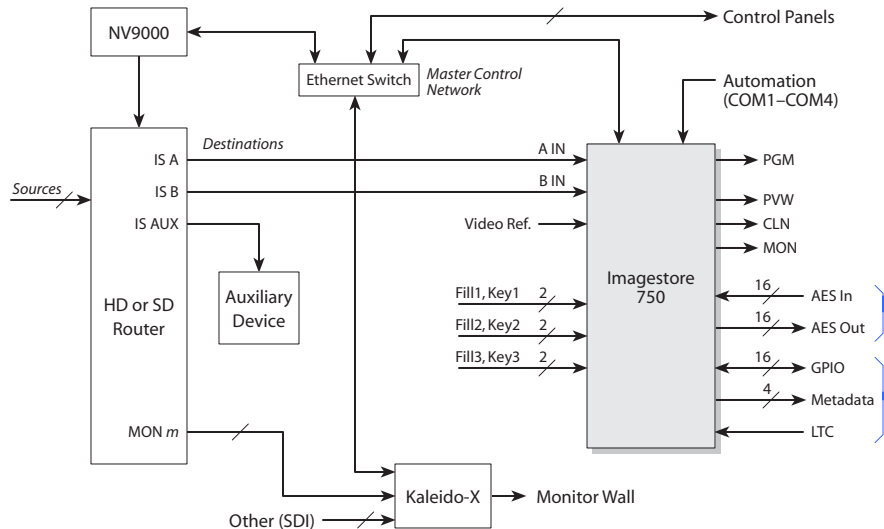 NV9000
Control Panels
Ethernet Switch
Master Control
Network
Automation
(COM1–COM4)
Destinations
IS A
A IN
PGM
Sources
IS B
B IN
PVW
IS AUX
Video Ref.
CLN
MON
HD or SD
Router
Auxiliary
Device
Imagestore
750
Fill1, Key1
2
16
AES In
Fill2, Key2
2
16
AES Out
Fill3, Key3
2
16
GPIO
4
Metadata
MON m
LTC
Kaleido-X
Monitor Wall
Other (SDI)